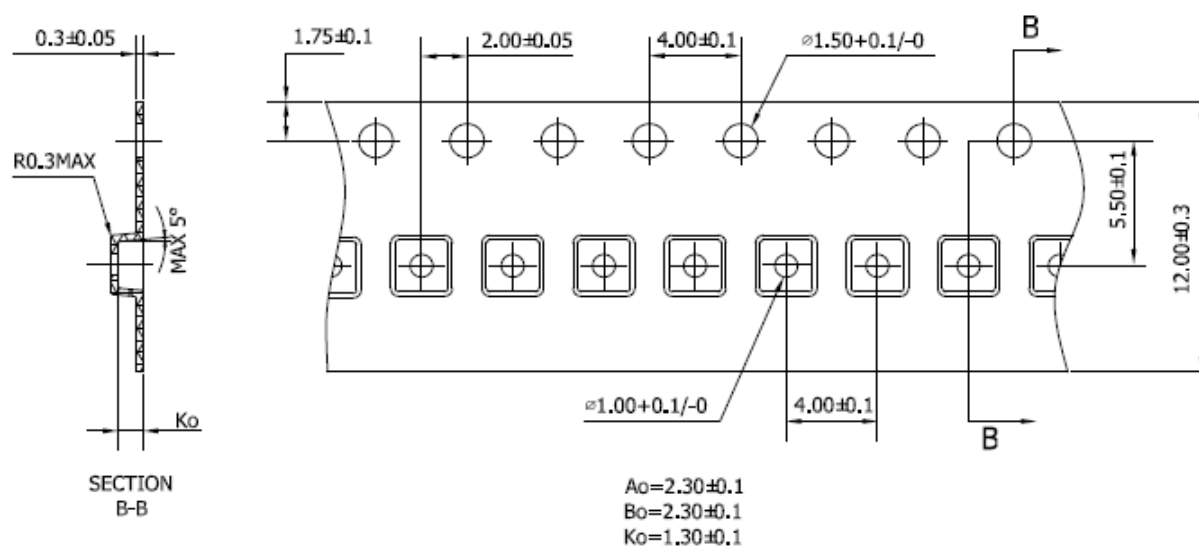 0.3±0.05
1.75±0.1
2.00±0.05
4.00±0.1
⌀1.50+0.1/-0
B
R0.3MAX
MAX 5°
5.50±0.1
12.00±0.3
Ko
⌀1.00+0.1/-0
4.00±0.1
B
SECTION
B-B
Ao=2.30±0.1
Bo=2.30±0.1
Ko=1.30±0.1